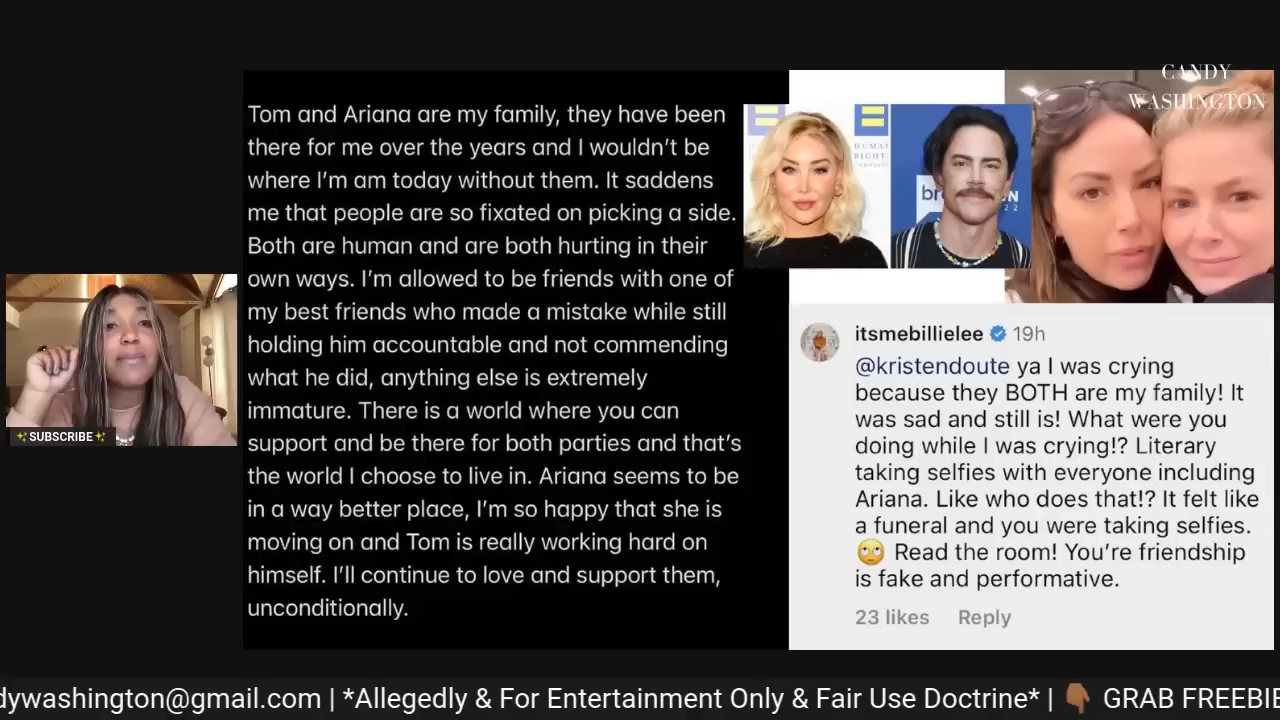 CANDY
WASHINGTON
Tom and Ariana are my family, they have been
there for me over the years and I wouldn't be
where I'm am today without them. It saddens
me that people are so fixated on picking a side.
Both are human and are both hurting in their
own ways. I'm allowed to be friends with one of
my best friends who made a mistake while still
holding him accountable and not commending
what he did, anything else is extremely
immature. There is a world where you can
support and be there for both parties and that's
the world I choose to live in. Ariana seems to be
in a way better place, I'm so happy that she is
moving on and Tom is really working hard on
himself. I'll continue to love and support them,
unconditionally.
HUMAN
RIGHT
br
ON
22
itsmebillielee 19h
@kristendoute ya I was crying
because they BOTH are my family! It
was sad and still is! What were you
doing while I was crying!? Literary
taking selfies with everyone including
Ariana. Like who does that!? It felt like
a funeral and you were taking selfies.
🙄 Read the room! You're friendship
is fake and performative.
23 likes Reply
✨SUBSCRIBE✨
dywashington@gmail.com | *Allegedly & For Entertainment Only & Fair Use Doctrine* | 👇🏾 GRAB FREEBIE